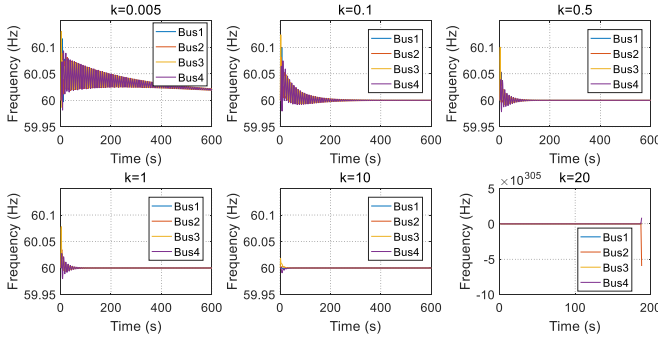 k=0.005
60.1
60.05
60
59.95
Frequency (Hz)
0
200
400
600
Time (s)
Bus1
Bus2
Bus3
Bus4
k=0.1
60.1
60.05
60
59.95
Frequency (Hz)
0
200
400
600
Time (s)
Bus1
Bus2
Bus3
Bus4
k=0.5
60.1
60.05
60
59.95
Frequency (Hz)
0
200
400
600
Time (s)
Bus1
Bus2
Bus3
Bus4
k=1
60.1
60.05
60
59.95
Frequency (Hz)
0
200
400
600
Time (s)
Bus1
Bus2
Bus3
Bus4
k=10
60.1
60.05
60
59.95
Frequency (Hz)
0
200
400
600
Time (s)
Bus1
Bus2
Bus3
Bus4
×10³⁰⁵
k=20
5
0
-5
-10
Frequency (Hz)
0
100
200
Time (s)
Bus1
Bus2
Bus3
Bus4